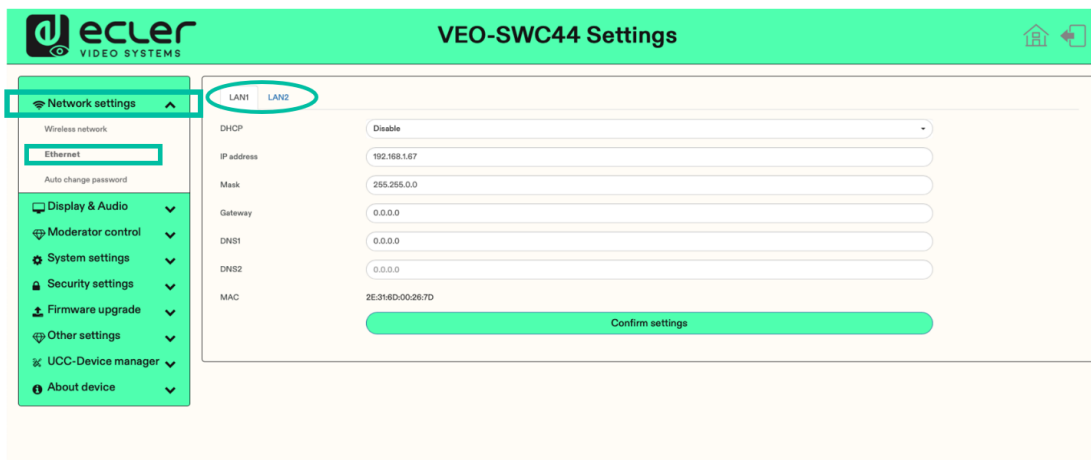 ecler
VIDEO SYSTEMS
VEO-SWC44 Settings
Network settings
Wireless network
Ethernet
Auto change password
Display & Audio
Moderator control
System settings
Security settings
Firmware upgrade
Other settings
UCC-Device manager
About device
LAN1 LAN2
DHCP Disable
IP address 192.168.1.67
Mask 255.255.0.0
Gateway 0.0.0.0
DNS1 0.0.0.0
DNS2 0.0.0.0
MAC 2E:31:6D:00:26:7D
Confirm settings